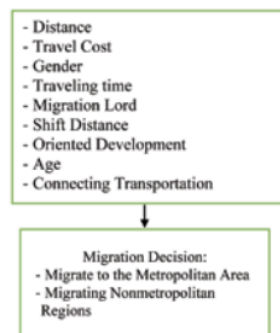 - Distance
- Travel Cost
- Gender
- Traveling time
- Migration Lord
- Shift Distance
- Oriented Development
- Age
- Connecting Transportation
Migration Decision:
- Migrate to the Metropolitan Area
- Migrating Nonmetropolitan
Regions